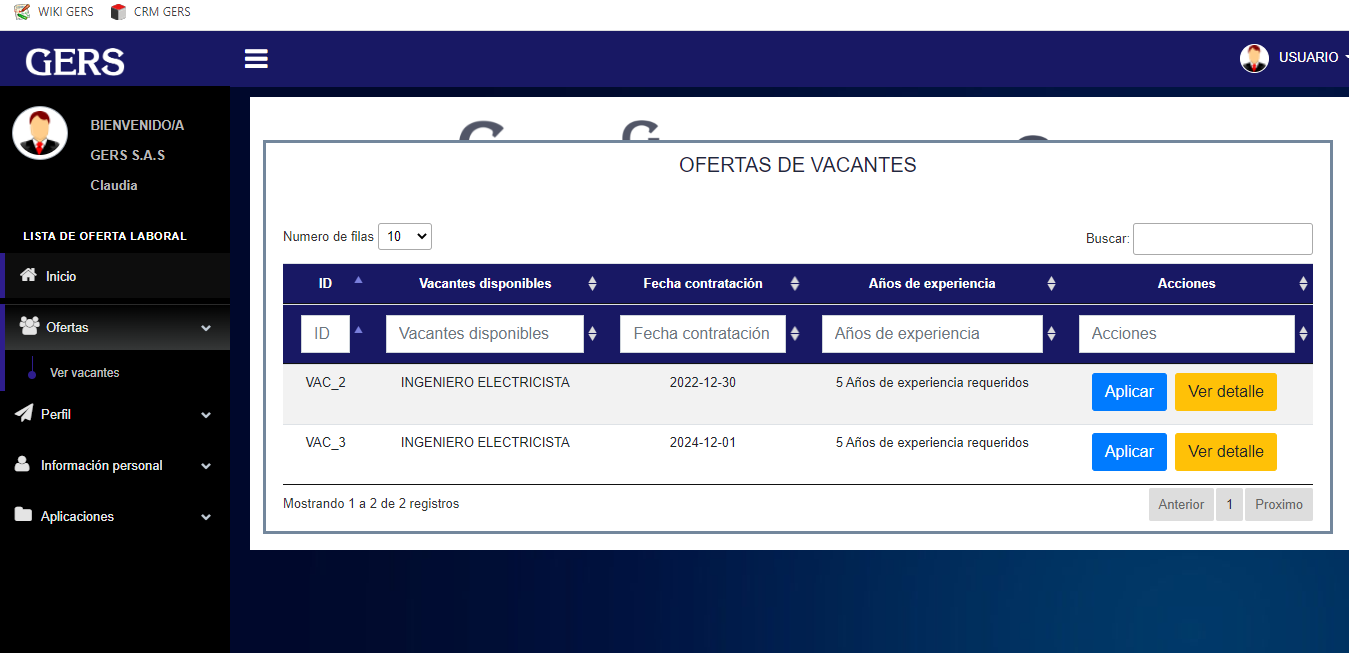 WIKI GERS CRM GERS
GERS USUARIO
BIENVENIDO/A
GERS S.A.S
Claudia
LISTA DE OFERTA LABORAL
Inicio
Ofertas
Ver vacantes
Perfil
Información personal
Aplicaciones
OFERTAS DE VACANTES
Numero de filas 10 Buscar:
ID Vacantes disponibles Fecha contratación Años de experiencia Acciones
ID Vacantes disponibles Fecha contratación Años de experiencia Acciones
VAC_2 INGENIERO ELECTRICISTA 2022-12-30 5 Años de experiencia requeridos Aplicar Ver detalle
VAC_3 INGENIERO ELECTRICISTA 2024-12-01 5 Años de experiencia requeridos Aplicar Ver detalle
Mostrando 1 a 2 de 2 registros Anterior 1 Proximo